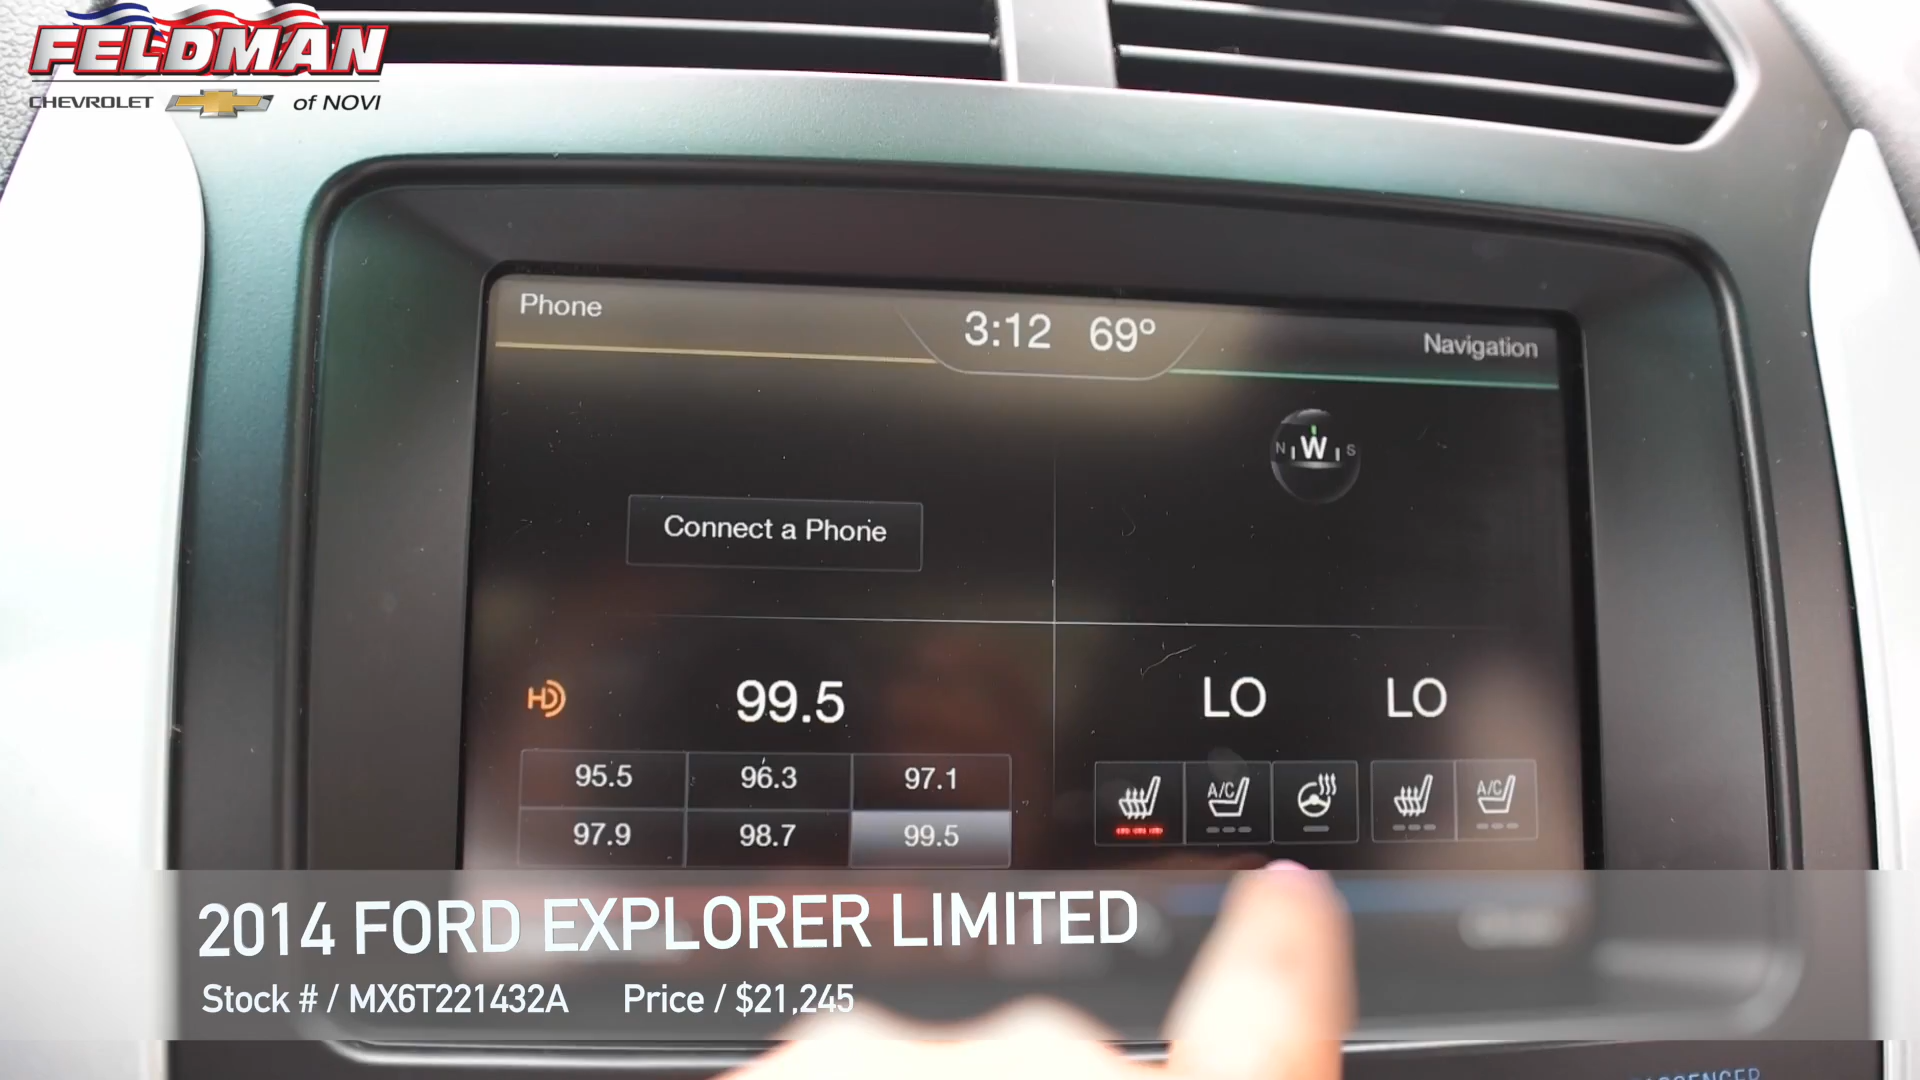 FELDMAN
CHEVROLET of NOVI
Phone
3:12 69°
Navigation
N W S
Connect a Phone
HD 99.5
LO LO
95.5 96.3 97.1
A/C A/C
97.9 98.7 99.5
2014 FORD EXPLORER LIMITED
Stock # / MX6T221432A Price / $21,245